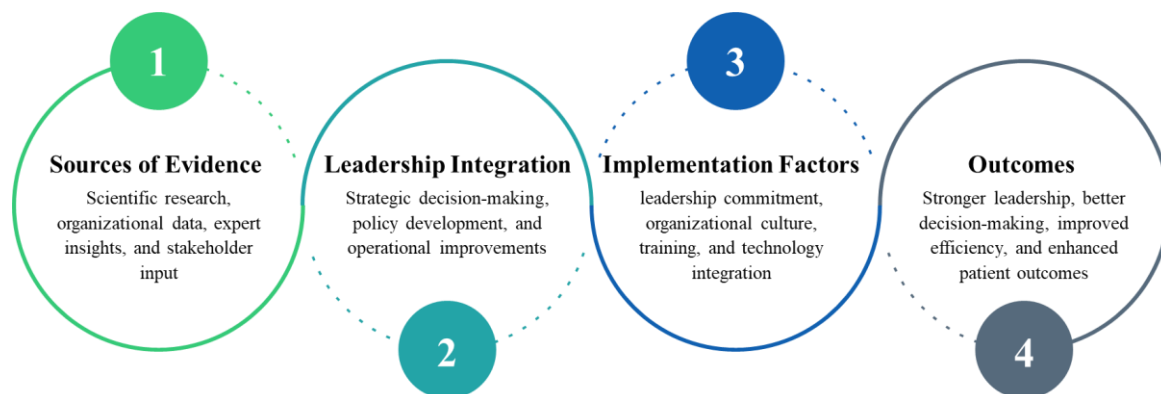 1
Sources of Evidence
Scientific research,
organizational data, expert
insights, and stakeholder
input
2
Leadership Integration
Strategic decision-making,
policy development, and
operational improvements
3
Implementation Factors
leadership commitment,
organizational culture,
training, and technology
integration
4
Outcomes
Stronger leadership, better
decision-making, improved
efficiency, and enhanced
patient outcomes